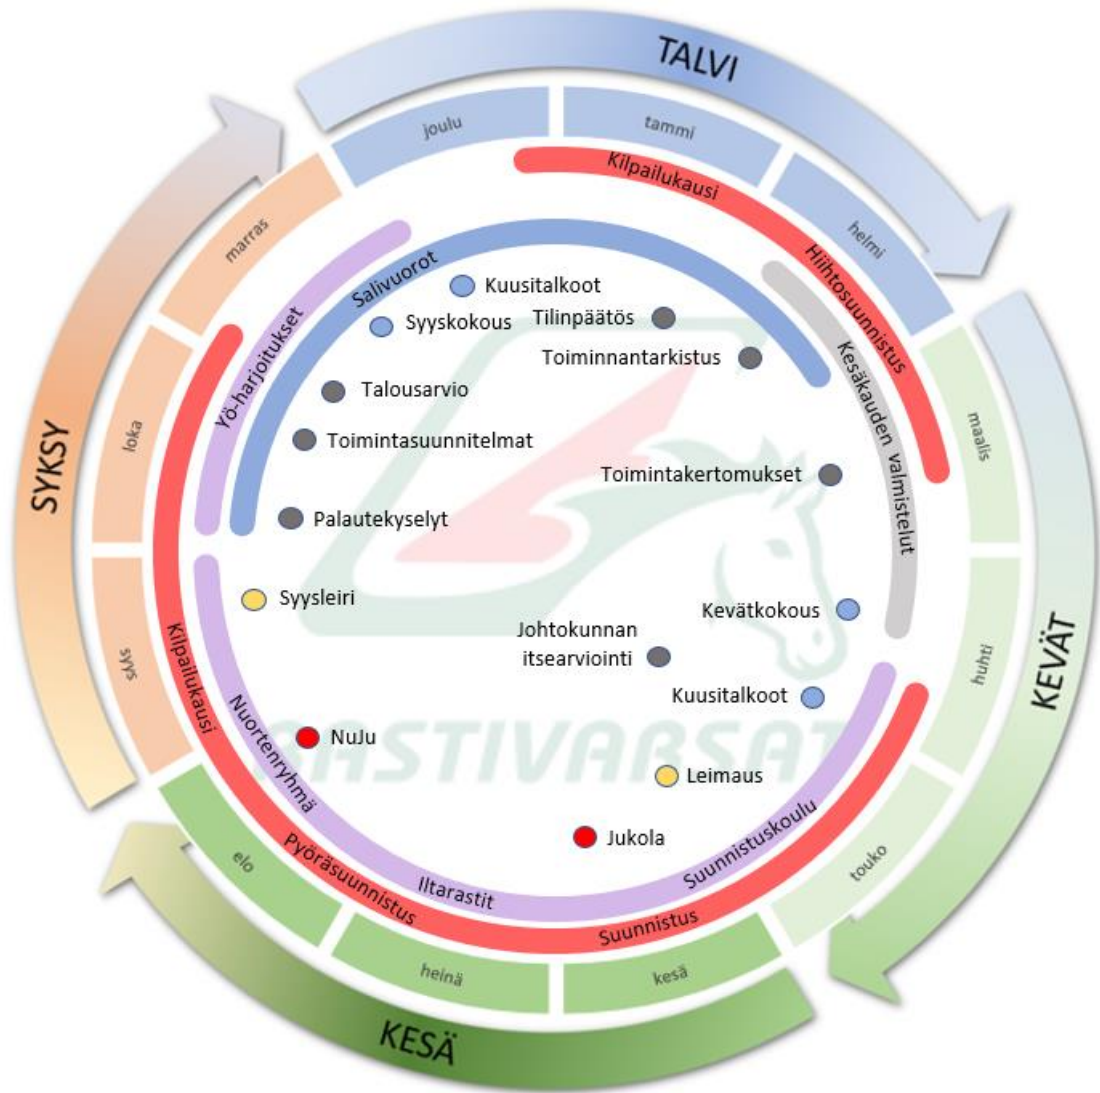 TALVI
KEVÄT
KESÄ
SYKSY
joulu
tammi
helmi
maalis
huhti
touko
kesä
heinä
elo
syys
loka
marras
Kilpailukausi
Hiihtosuunnistus
Kesäkauden valmistelut
Salivuorot
Yö-harjoitukset
Kuusitalkoot
Syyskokous
Tilinpäätös
Toiminnantarkistus
Talousarvio
Toimintasuunnitelmat
Toimintakertomukset
Palautekyselyt
Syysleiri
Kevätkokous
Johtokunnan
itsearviointi
Kuusitalkoot
NuJu
Leimaus
Jukola
Kilpailukausi
Pyöräsuunnistus
Suunnistus
Nuortenryhmä
Iltarastit
Suunnistuskoulu
RASTIVARSAT